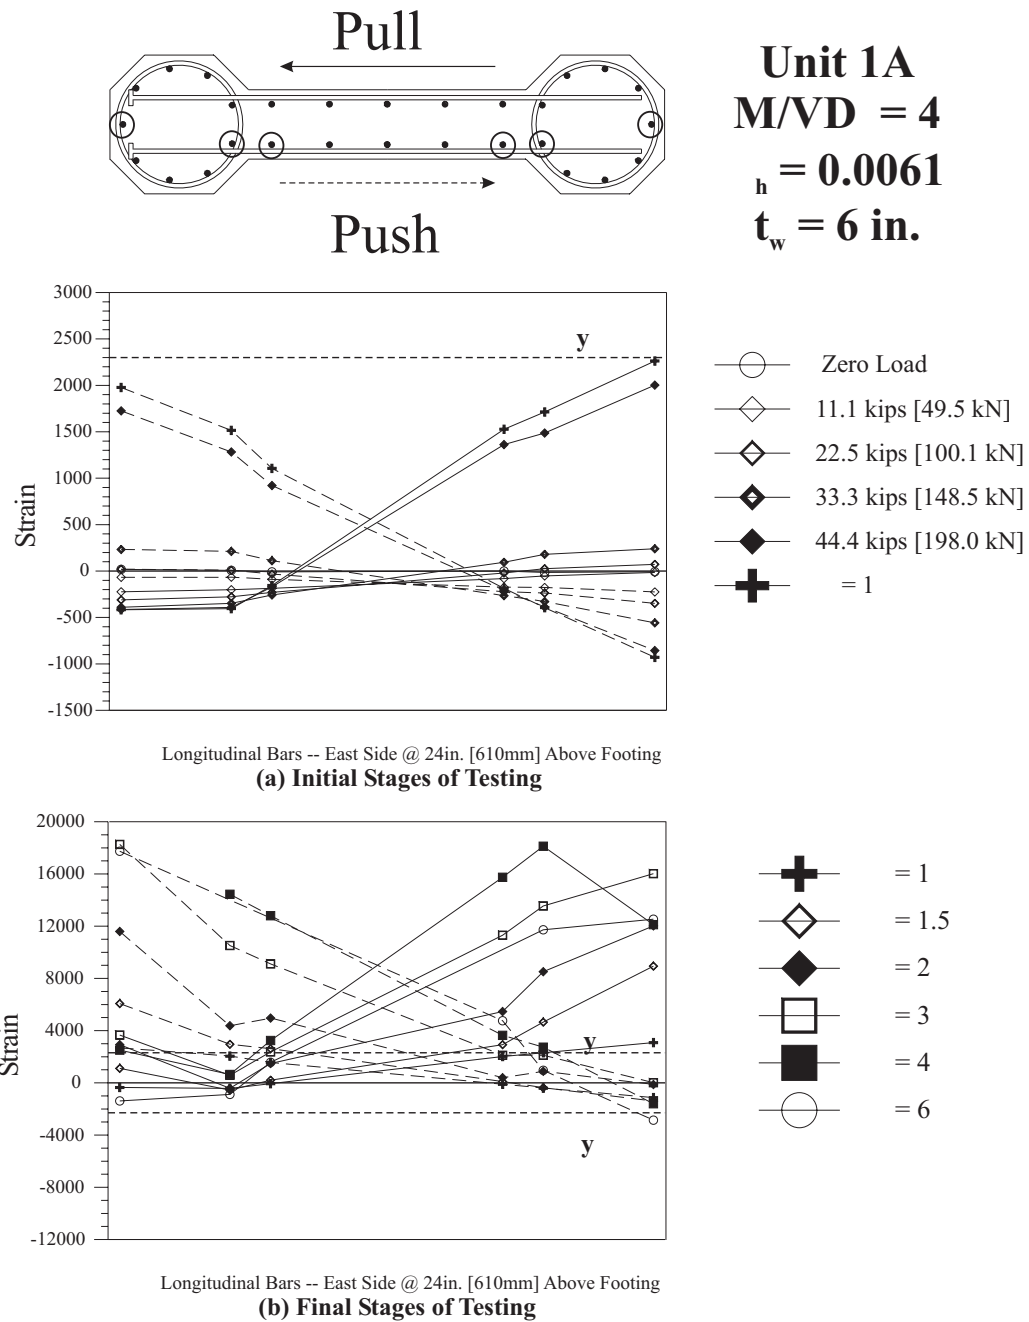 Pull
Push
Unit 1A
M/VD = 4
h = 0.0061
tw = 6 in.
3000
2500
2000
1500
1000
500
0
-500
-1000
-1500
Strain
y
Zero Load
11.1 kips [49.5 kN]
22.5 kips [100.1 kN]
33.3 kips [148.5 kN]
44.4 kips [198.0 kN]
= 1
Longitudinal Bars -- East Side @ 24in. [610mm] Above Footing
(a) Initial Stages of Testing
20000
16000
12000
8000
4000
0
-4000
-8000
-12000
Strain
y
y
= 1
= 1.5
= 2
= 3
= 4
= 6
Longitudinal Bars -- East Side @ 24in. [610mm] Above Footing
(b) Final Stages of Testing